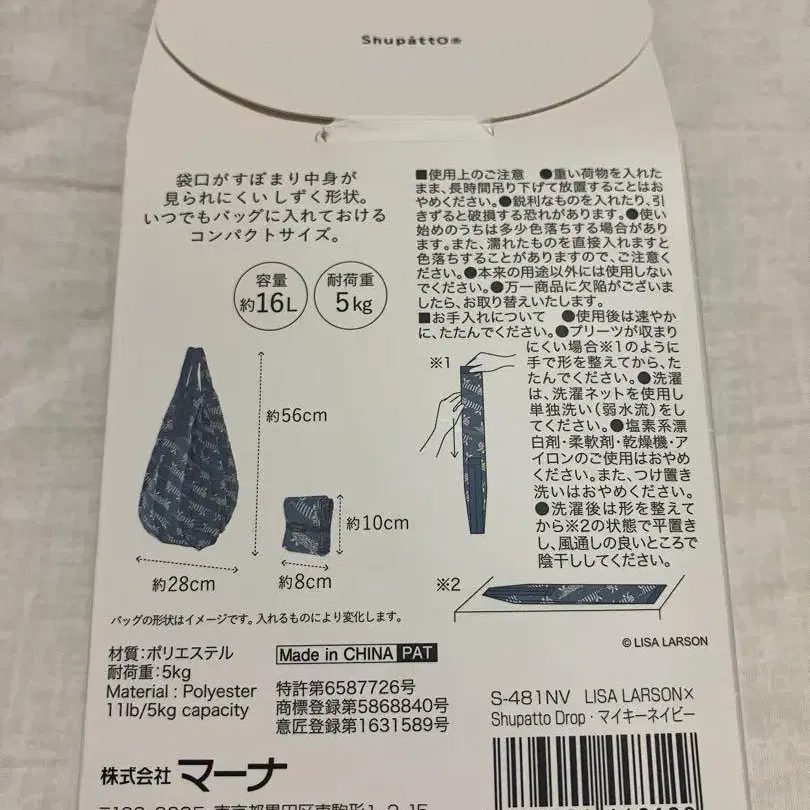 Shupatto®
袋口がすぼまり中身が
見られにくいしずく形状。
いつでもバッグに入れておける
コンパクトサイズ。
容量
約16L
耐荷重
5kg
約56cm
約10cm
約28cm
約8cm
バッグの形状はイメージです。入れるものにより変化します。
■使用上のご注意 ●重い荷物を入れた
まま、長時間吊り下げて放置することはお
やめください。●鋭利なものを入れたり、引
きずると破損する恐れがあります。●使い
始めのうちは多少色落ちする場合があり
ます。また、濡れたものを直接入れますと
色落ちすることがありますので、ご注意く
ださい。●本来の用途以外には使用しない
でください。●万一商品に欠陥がございま
したら、お取り替えいたします。
■お手入れについて ●使用後は速やか
に、たたんでください。●プリーツが収まり
にくい場合※1のように
手で形を整えてから、た
たんでください。●洗濯
は、洗濯ネットを使用し
単独洗い(弱水流)をし
てください。●塩素系漂
白剤・柔軟剤・乾燥機・ア
イロンのご使用はおやめ
ください。また、つけ置き
洗いはおやめください。
●洗濯後は形を整えて
から※2の状態で平置き
し、風通しの良いところで
陰干ししてください。
※1
※2
© LISA LARSON
材質:ポリエステル
耐荷重:5kg
Material : Polyester
11lb/5kg capacity
Made in CHINA PAT
特許第6587726号
商標登録第5868840号
意匠登録第1631589号
株式会社 マーナ
S-481NV LISA LARSON×
Shupatto Drop・マイキーネイビー